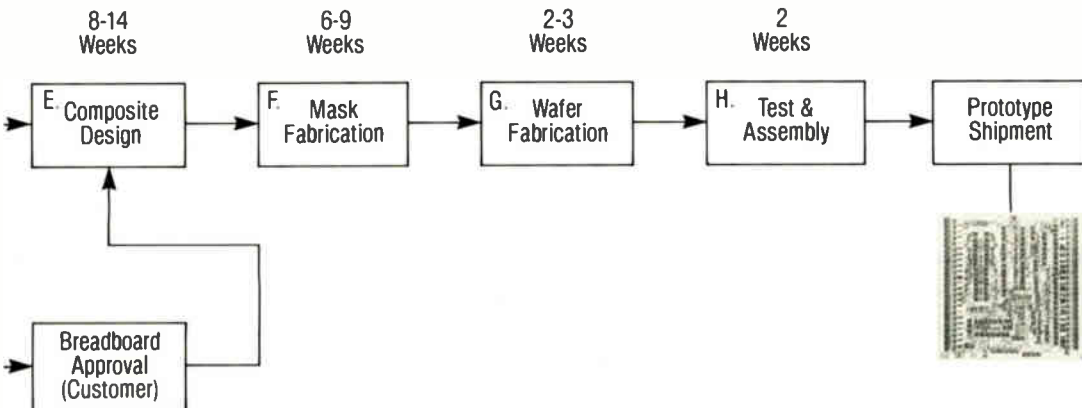 8-14
Weeks
6-9
Weeks
2-3
Weeks
2
Weeks
E. Composite
Design
F. Mask
Fabrication
G. Wafer
Fabrication
H. Test &
Assembly
Prototype
Shipment
Breadboard
Approval
(Customer)